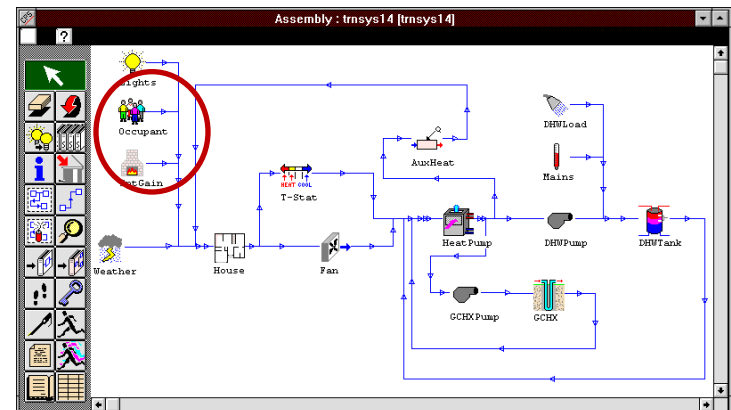 Assembly : trnsys14 [trnsys14]
?
Lights
Occupant
IntGain
Weather
House
HEAT COOL
T-Stat
Fan
AuxHeat
HeatPump
GCHXPump
GCHX
DHWLoad
Mains
DHWPump
DHWTank